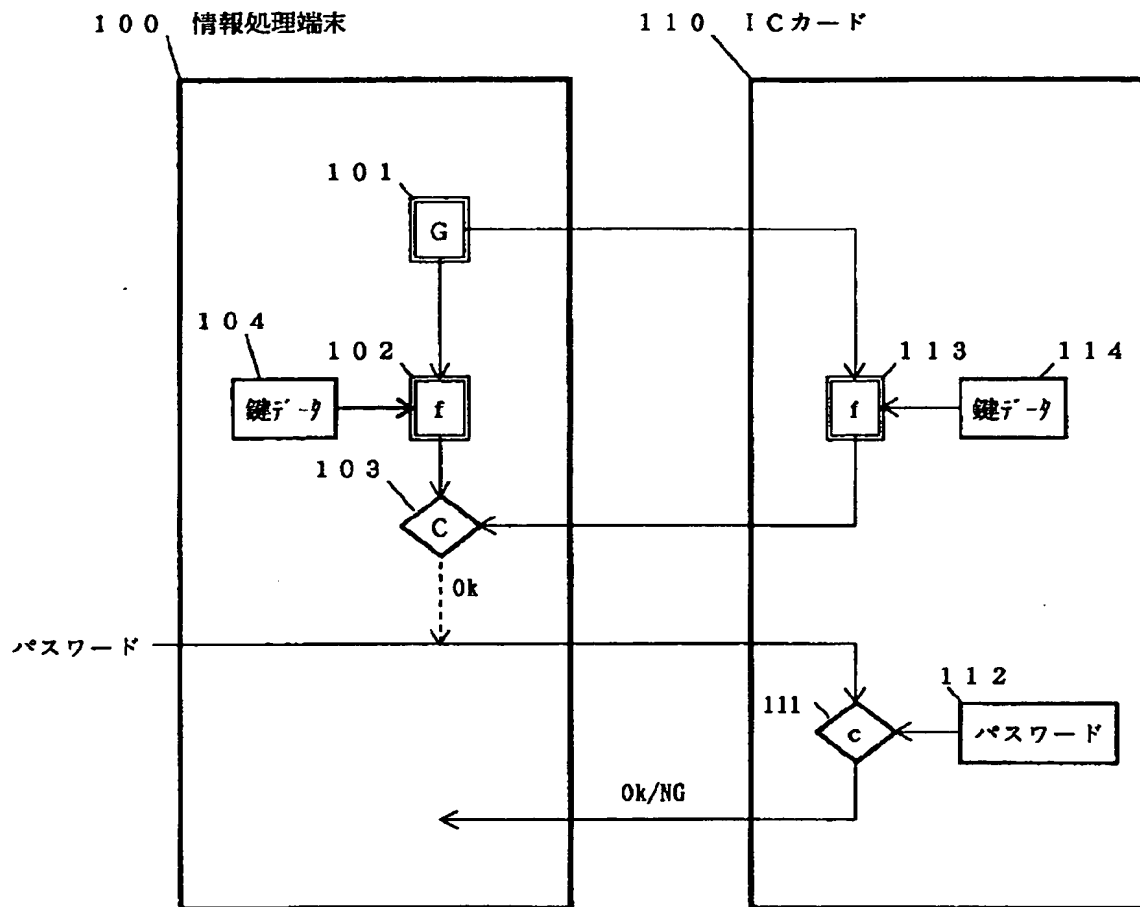 100 情報処理端末
110 ICカード
101
G
104
102
113
114
鍵データ
f
f
鍵データ
103
C
Ok
パスワード
112
111
c
パスワード
Ok/NG